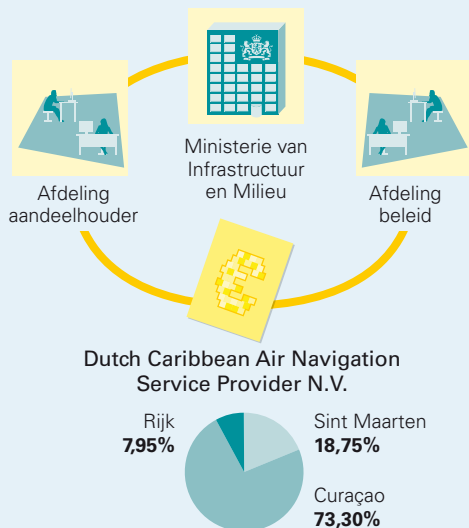 Ministerie van
Infrastructuur
en Milieu
Afdeling
aandeelhouder
Afdeling
beleid
Dutch Caribbean Air Navigation
Service Provider N.V.
Rijk
7,95%
Sint Maarten
18,75%
Curaçao
73,30%